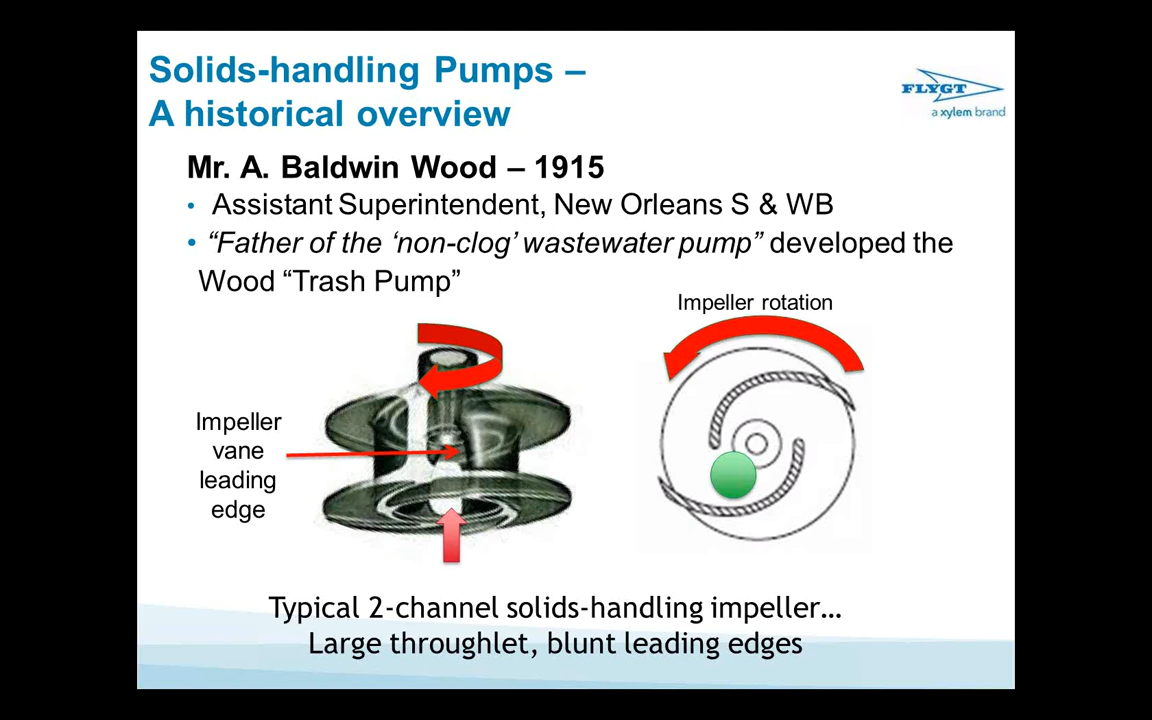 Solids-handling Pumps –
A historical overview
FLYGT
a xylem brand
Mr. A. Baldwin Wood – 1915
• Assistant Superintendent, New Orleans S & WB
• “Father of the ‘non-clog’ wastewater pump” developed the
Wood “Trash Pump”
Impeller rotation
Impeller
vane
leading
edge
Typical 2-channel solids-handling impeller…
Large throughlet, blunt leading edges